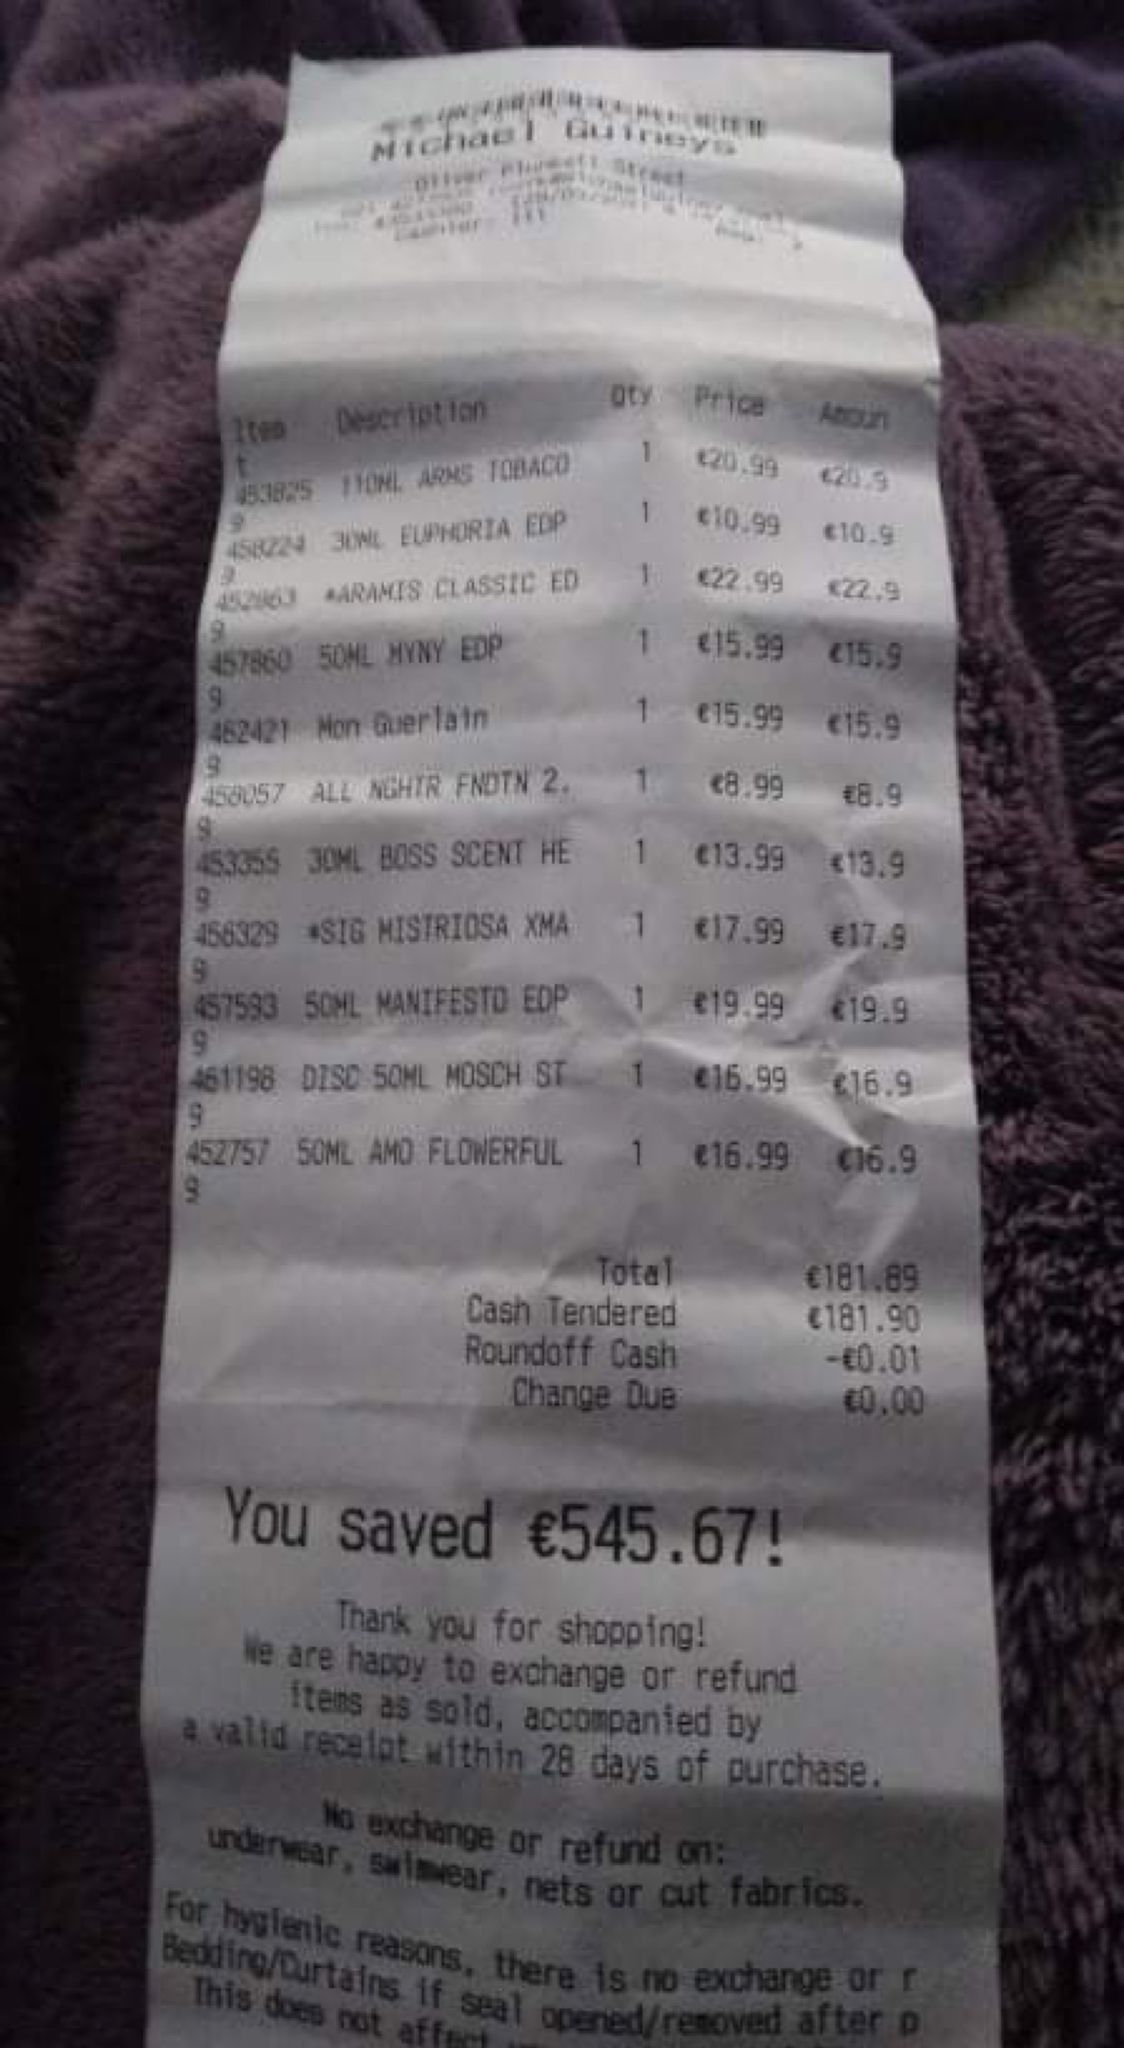 Michael Guineys
Oliver Plunkett Street
Cashier: 111
Item Description Qty Price Amoun
t
453825 110ML ARMS TOBACO 1 €20.99 €20.9
9
458224 30ML EUPHORIA EDP 1 €10.99 €10.9
9
452863 *ARAMIS CLASSIC ED 1 €22.99 €22.9
9
457860 50ML MYNY EDP 1 €15.99 €15.9
9
462421 Mon Guerlain 1 €15.99 €15.9
9
458057 ALL NGHTR FNDTN 2. 1 €8.99 €8.9
9
453355 30ML BOSS SCENT HE 1 €13.99 €13.9
9
456329 *SIG MISTRIOSA XMA 1 €17.99 €17.9
9
457593 50ML MANIFESTO EDP 1 €19.99 €19.9
9
461198 DISC 50ML MOSCH ST 1 €16.99 €16.9
9
452757 50ML AMO FLOWERFUL 1 €16.99 €16.9
9
Total €181.89
Cash Tendered €181.90
Roundoff Cash -€0.01
Change Due €0.00
You saved €545.67!
Thank you for shopping!
We are happy to exchange or refund
items as sold, accompanied by
a valid receipt within 28 days of purchase.
No exchange or refund on:
underwear, swimwear, nets or cut fabrics.
For hygienic reasons, there is no exchange or r
Bedding/Curtains if seal opened/removed after p
This does not affect